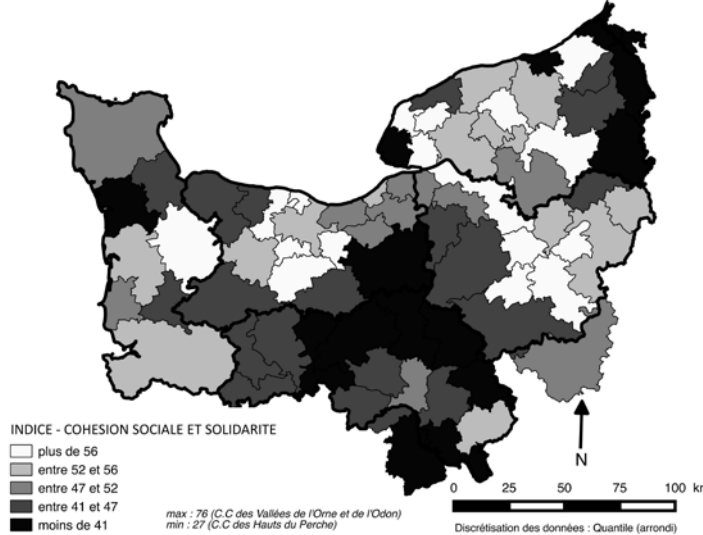 INDICE - COHESION SOCIALE ET SOLIDARITE
plus de 56
entre 52 et 56
entre 47 et 52
entre 41 et 47
moins de 41
max : 76 (C.C des Vallées de l'Orne et de l'Odon)
min : 27 (C.C des Hauts du Perche)
N
0 25 50 75 100 km
Discrétisation des données : Quantile (arrondi)